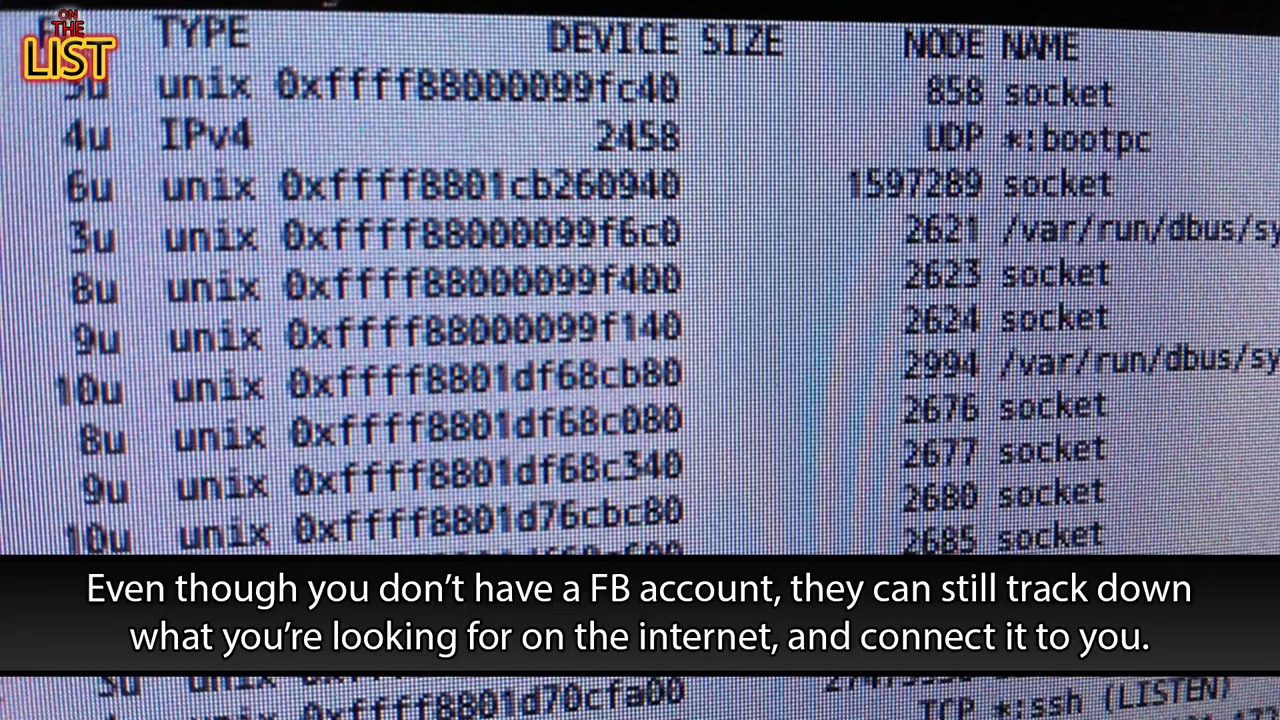 ON
THE
LIST
TYPE DEVICE SIZE NODE NAME
5u unix 0xffff88000099fc40 858 socket
4u IPv4 2458 UDP *:bootpc
6u unix 0xffff8801cb260940 1597289 socket
3u unix 0xffff88000099f6c0 2621 /var/run/dbus/sy
8u unix 0xffff88000099f400 2623 socket
9u unix 0xffff88000099f140 2624 socket
10u unix 0xffff8801df68cb80 2994 /var/run/dbus/sy
8u unix 0xffff8801df68c080 2676 socket
9u unix 0xffff8801df68c340 2677 socket
10u unix 0xffff8801d76cbc80 2680 socket
2685 socket
Even though you don’t have a FB account, they can still track down
what you’re looking for on the internet, and connect it to you.
unix
0xffff8801d70cfa00 TCP *:ssh (LISTEN)